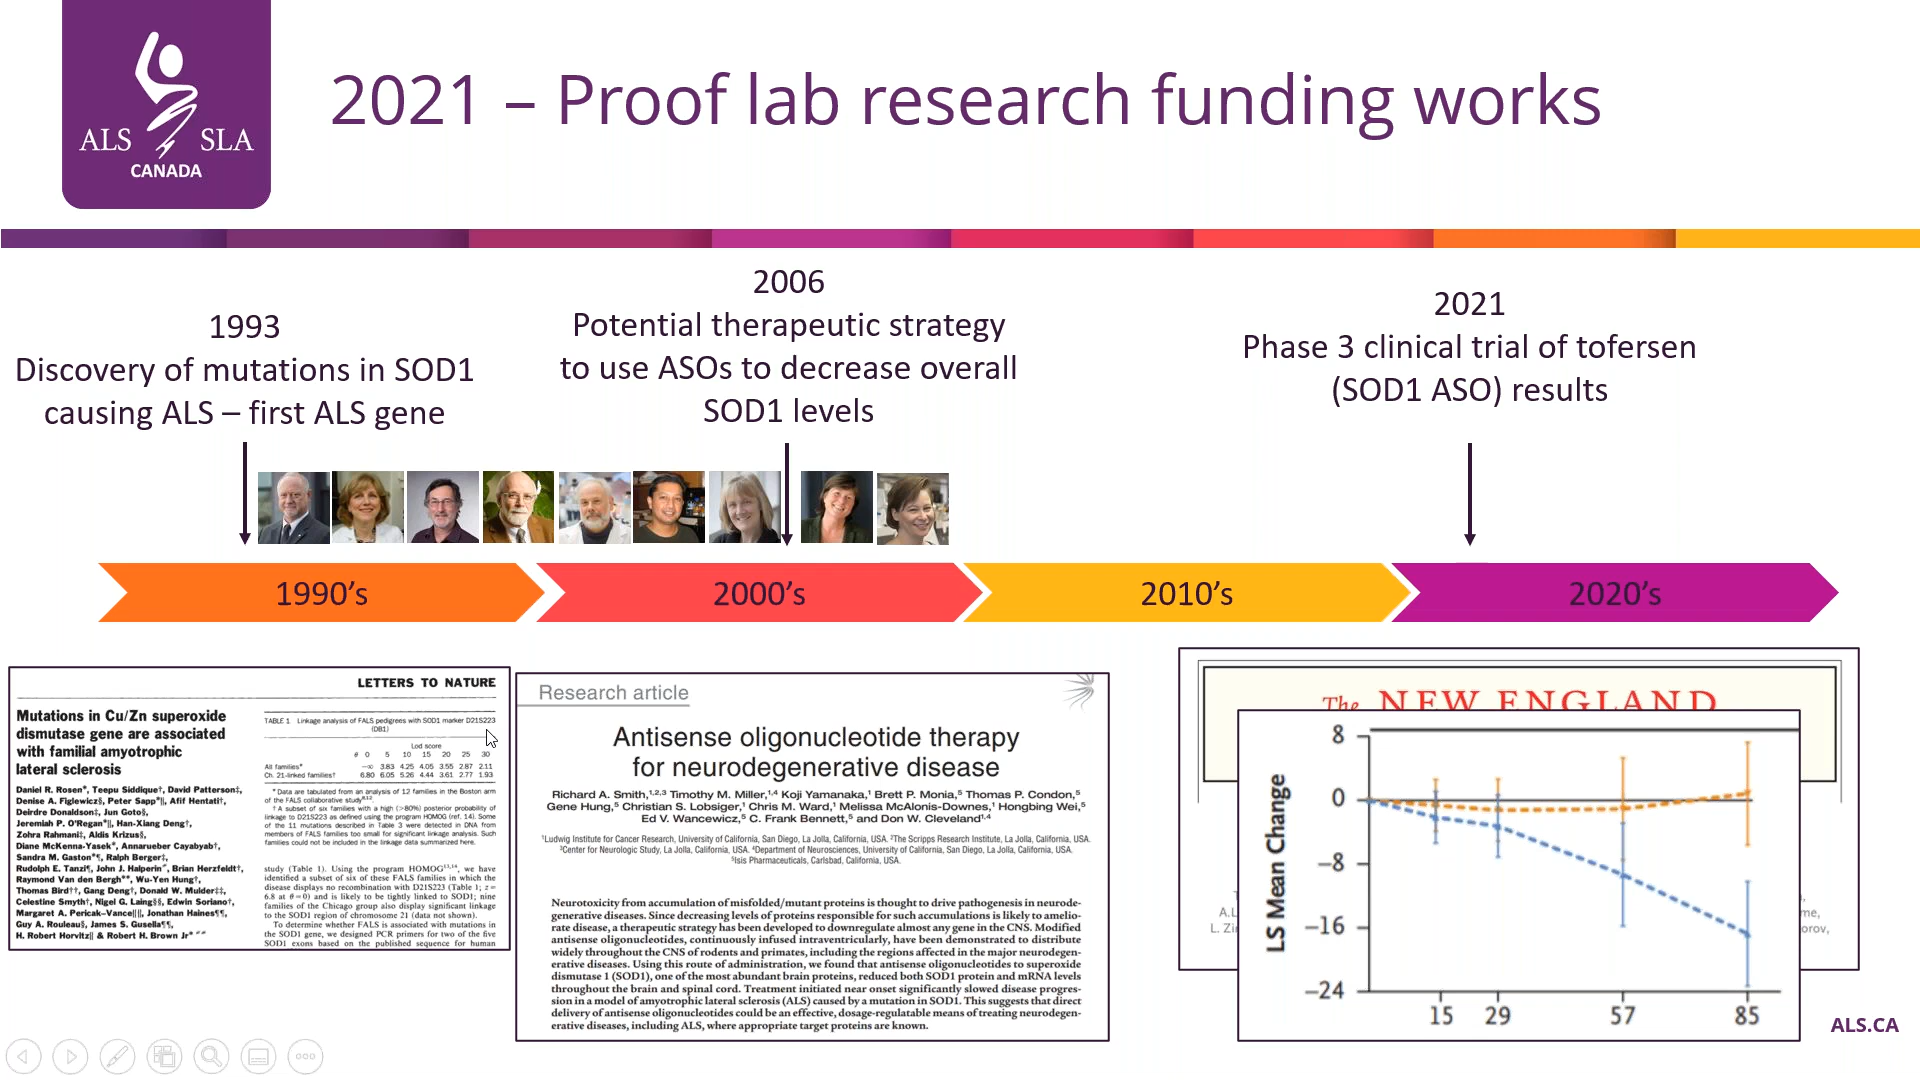 ALS SLA
CANADA
2021 – Proof lab research funding works
1993
Discovery of mutations in SOD1
causing ALS – first ALS gene
2006
Potential therapeutic strategy
to use ASOs to decrease overall
SOD1 levels
2021
Phase 3 clinical trial of tofersen
(SOD1 ASO) results
1990’s
2000’s
2010’s
2020’s
LETTERS TO NATURE
Mutations in Cu/Zn superoxide
dismutase gene are associated
with familial amyotrophic
lateral sclerosis
Daniel R. Rosen*, Teepu Siddique†, David Patterson‡,
Denise A. Figlewicz§, Peter Sapp*‖, Afif Hentati†,
Deirdre Donaldson‡, Jun Goto§,
Jeremiah P. O'Regan*‖, Han-Xiang Deng†,
Zohra Rahmani‡, Aldis Krizus§,
Diane McKenna-Yasek*, Annarueber Cayabyab†,
Sandra M. Gaston*¶, Ralph Berger‡,
Rudolph E. Tanzi¶, John J. Halperin, Brian Herzfeldt†,
Raymond Van den Bergh**, Wu-Yen Hung†,
Thomas Bird††, Gang Deng†, Donald W. Mulder‡‡,
Celestine Smyth†, Nigel G. Laing§§, Edwin Soriano†,
Margaret A. Pericak–Vance‖‖, Jonathan Haines¶¶,
Guy A. Rouleau§, James S. Gusella¶¶,
H. Robert Horvitz‖ & Robert H. Brown Jr*
TABLE 1 Linkage analysis of FALS pedigrees with SOD1 marker D21S223
(DB1)
Lod score
θ 0 5 10 15 20 25 30
All families* −∞ 3.83 4.25 4.05 3.55 2.87 2.11
Ch. 21-linked families† 6.80 6.05 5.26 4.44 3.61 2.77 1.93
* Data are tabulated from an analysis of 12 families in the Boston arm
of the FALS collaborative study
† A subset of six families with a high (>80%) posterior probability of
linkage to D21S223 as defined using the program HOMOG (ref. 14). Some
of the 11 mutations described in Table 3 were detected in DNA from
members of FALS families too small for significant linkage analysis. Such
families could not be included in the linkage data summarized here.
study (Table 1). Using the program HOMOG13,14, we have
identified a subset of six of these FALS families in which the
disease displays no recombination with D21S223 (Table 1; z =
6.8 at θ = 0) and is likely to be tightly linked to SOD1; nine
families of the Chicago group also display significant linkage
to the SOD1 region of chromosome 21 (data not shown).
To determine whether FALS is associated with mutations in
the SOD1 gene, we designed PCR primers for two of the five
SOD1 exons based on the published sequence for human
Research article
Antisense oligonucleotide therapy
for neurodegenerative disease
Richard A. Smith,1,2,3 Timothy M. Miller,1,4 Koji Yamanaka,1 Brett P. Monia,5 Thomas P. Condon,5
Gene Hung,5 Christian S. Lobsiger,1 Chris M. Ward,1 Melissa McAlonis-Downes,1 Hongbing Wei,5
Ed V. Wancewicz,5 C. Frank Bennett,5 and Don W. Cleveland1,4
1Ludwig Institute for Cancer Research, University of California, San Diego, La Jolla, California, USA. 2The Scripps Research Institute, La Jolla, California, USA.
3Center for Neurologic Study, La Jolla, California, USA. 4Department of Neurosciences, University of California, San Diego, La Jolla, California, USA.
5Isis Pharmaceuticals, Carlsbad, California, USA.
Neurotoxicity from accumulation of misfolded/mutant proteins is thought to drive pathogenesis in neurode-
generative diseases. Since decreasing levels of proteins responsible for such accumulations is likely to amelio-
rate disease, a therapeutic strategy has been developed to downregulate almost any gene in the CNS. Modified
antisense oligonucleotides, continuously infused intraventricularly, have been demonstrated to distribute
widely throughout the CNS of rodents and primates, including the regions affected in the major neurodegen-
erative diseases. Using this route of administration, we found that antisense oligonucleotides to superoxide
dismutase 1 (SOD1), one of the most abundant brain proteins, reduced both SOD1 protein and mRNA levels
throughout the brain and spinal cord. Treatment initiated near onset significantly slowed disease progres-
sion in a model of amyotrophic lateral sclerosis (ALS) caused by a mutation in SOD1. This suggests that direct
delivery of antisense oligonucleotides could be an effective, dosage-regulatable means of treating neurodegen-
erative diseases, including ALS, where appropriate target proteins are known.
The NEW ENGLAND
T
A.L
L. Zi
me,
orov,
LS Mean Change
8
0
−8
−16
−24
15 29 57 85
ALS.CA